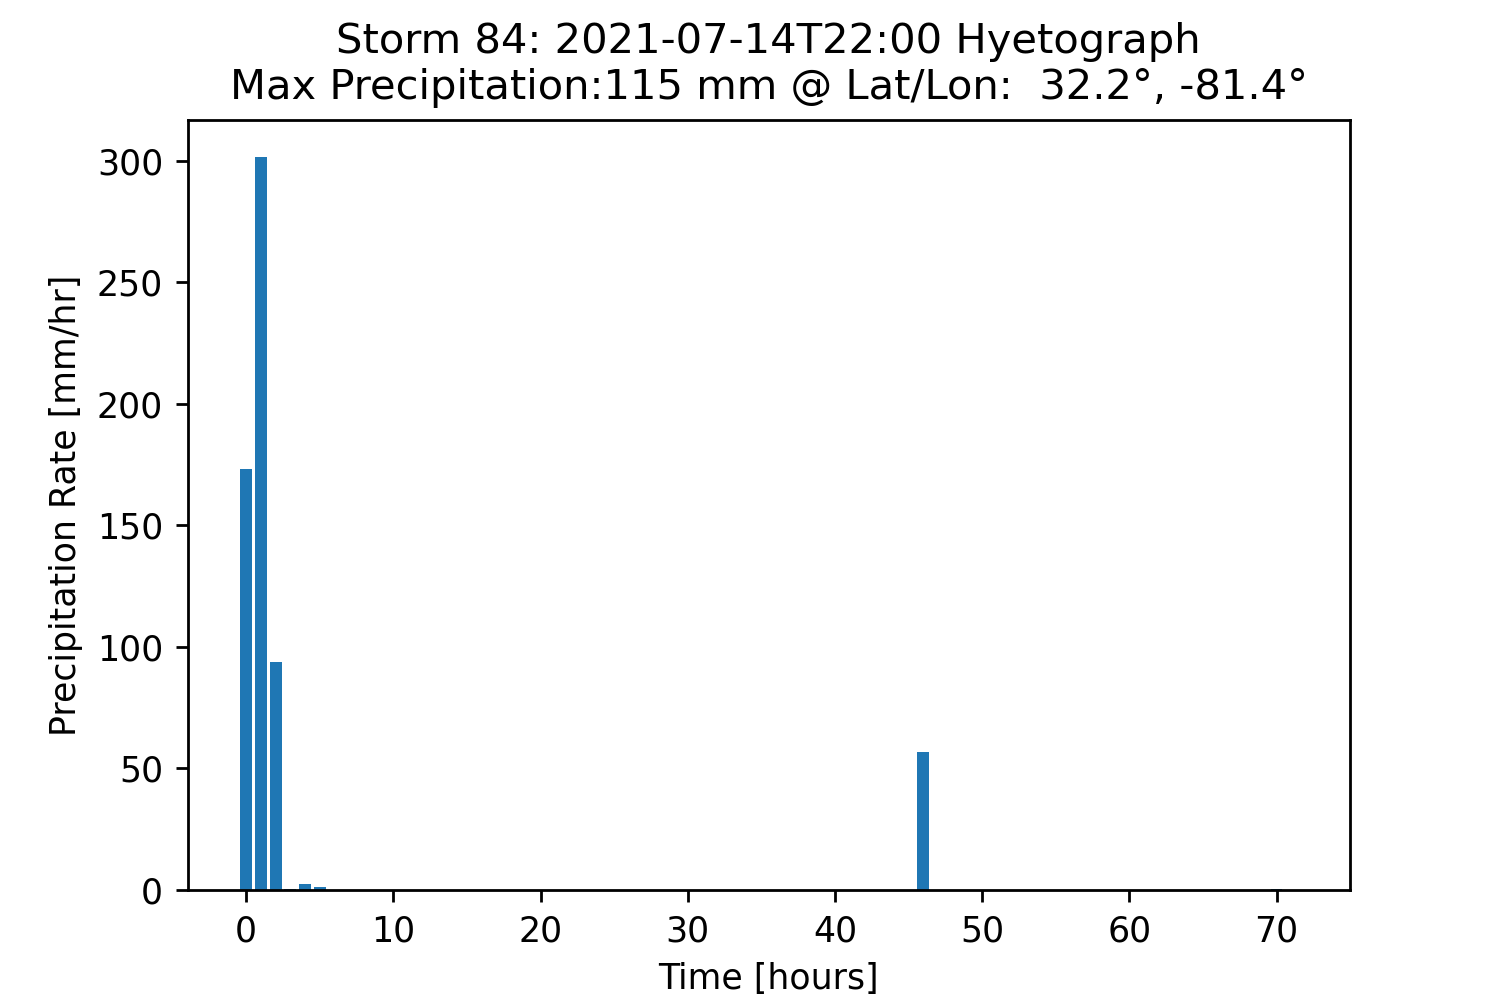 Storm 84: 2021-07-14T22:00 Hyetograph
Max Precipitation:115 mm @ Lat/Lon:  32.2°, -81.4°
Precipitation Rate [mm/hr]
300
250
200
150
100
50
0
0 10 20 30 40 50 60 70
Time [hours]